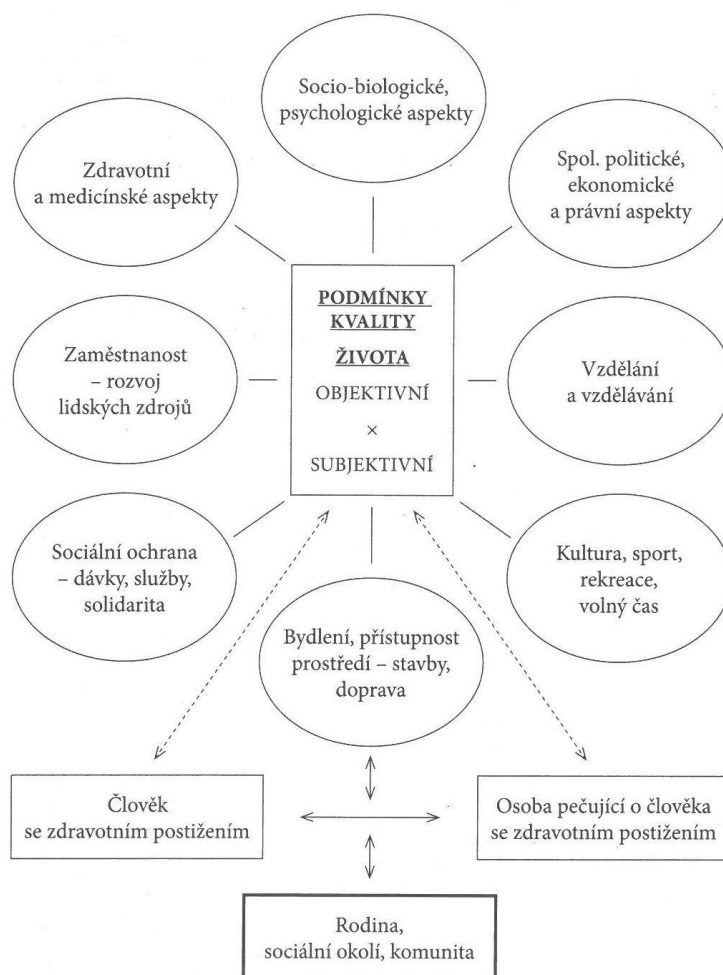 Socio-biologické,
psychologické aspekty
Zdravotní
a medicínské aspekty
Spol. politické,
ekonomické
a právní aspekty
PODMÍNKY
KVALITY
ŽIVOTA
OBJEKTIVNÍ
×
SUBJEKTIVNÍ
Zaměstnanost
– rozvoj
lidských zdrojů
Vzdělání
a vzdělávání
Sociální ochrana
– dávky, služby,
solidarita
Kultura, sport,
rekreace,
volný čas
Bydlení, přístupnost
prostředí – stavby,
doprava
Člověk
se zdravotním postižením
Osoba pečující o člověka
se zdravotním postižením
Rodina,
sociální okolí, komunita